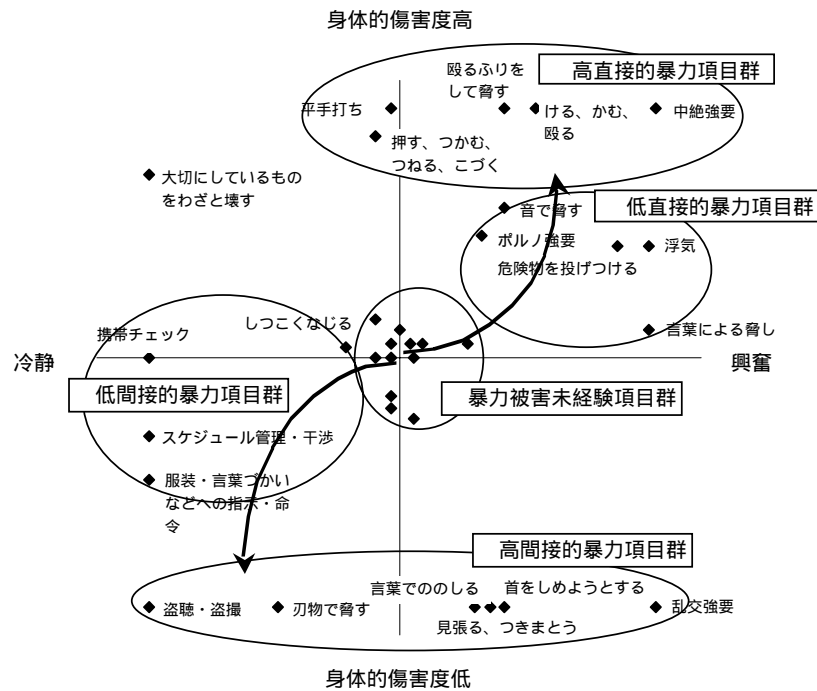 身体的傷害度高
高直接的暴力項目群
殴るふりを
して脅す
平手打ち
ける、かむ、
殴る
中絶強要
押す、つかむ、
つねる、こづく
大切にしているもの
をわざと壊す
低直接的暴力項目群
音で脅す
ポルノ強要
浮気
危険物を投げつける
しつこくなじる
携帯チェック
言葉による脅し
冷静
興奮
低間接的暴力項目群
暴力被害未経験項目群
スケジュール管理・干渉
服装・言葉づかい
などへの指示・命
令
高間接的暴力項目群
言葉でののしる
首をしめようとする
盗聴・盗撮
刃物で脅す
乱交強要
見張る、つきまとう
身体的傷害度低